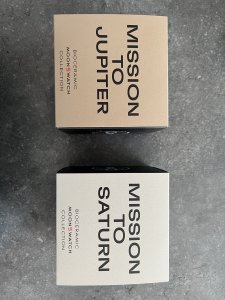 MISSION
TO
JUPITER
BIOCERAMIC
MOONSWATCH
COLLECTION
MISSION
TO
SATURN
BIOCERAMIC
MOONSWATCH
COLLECTION